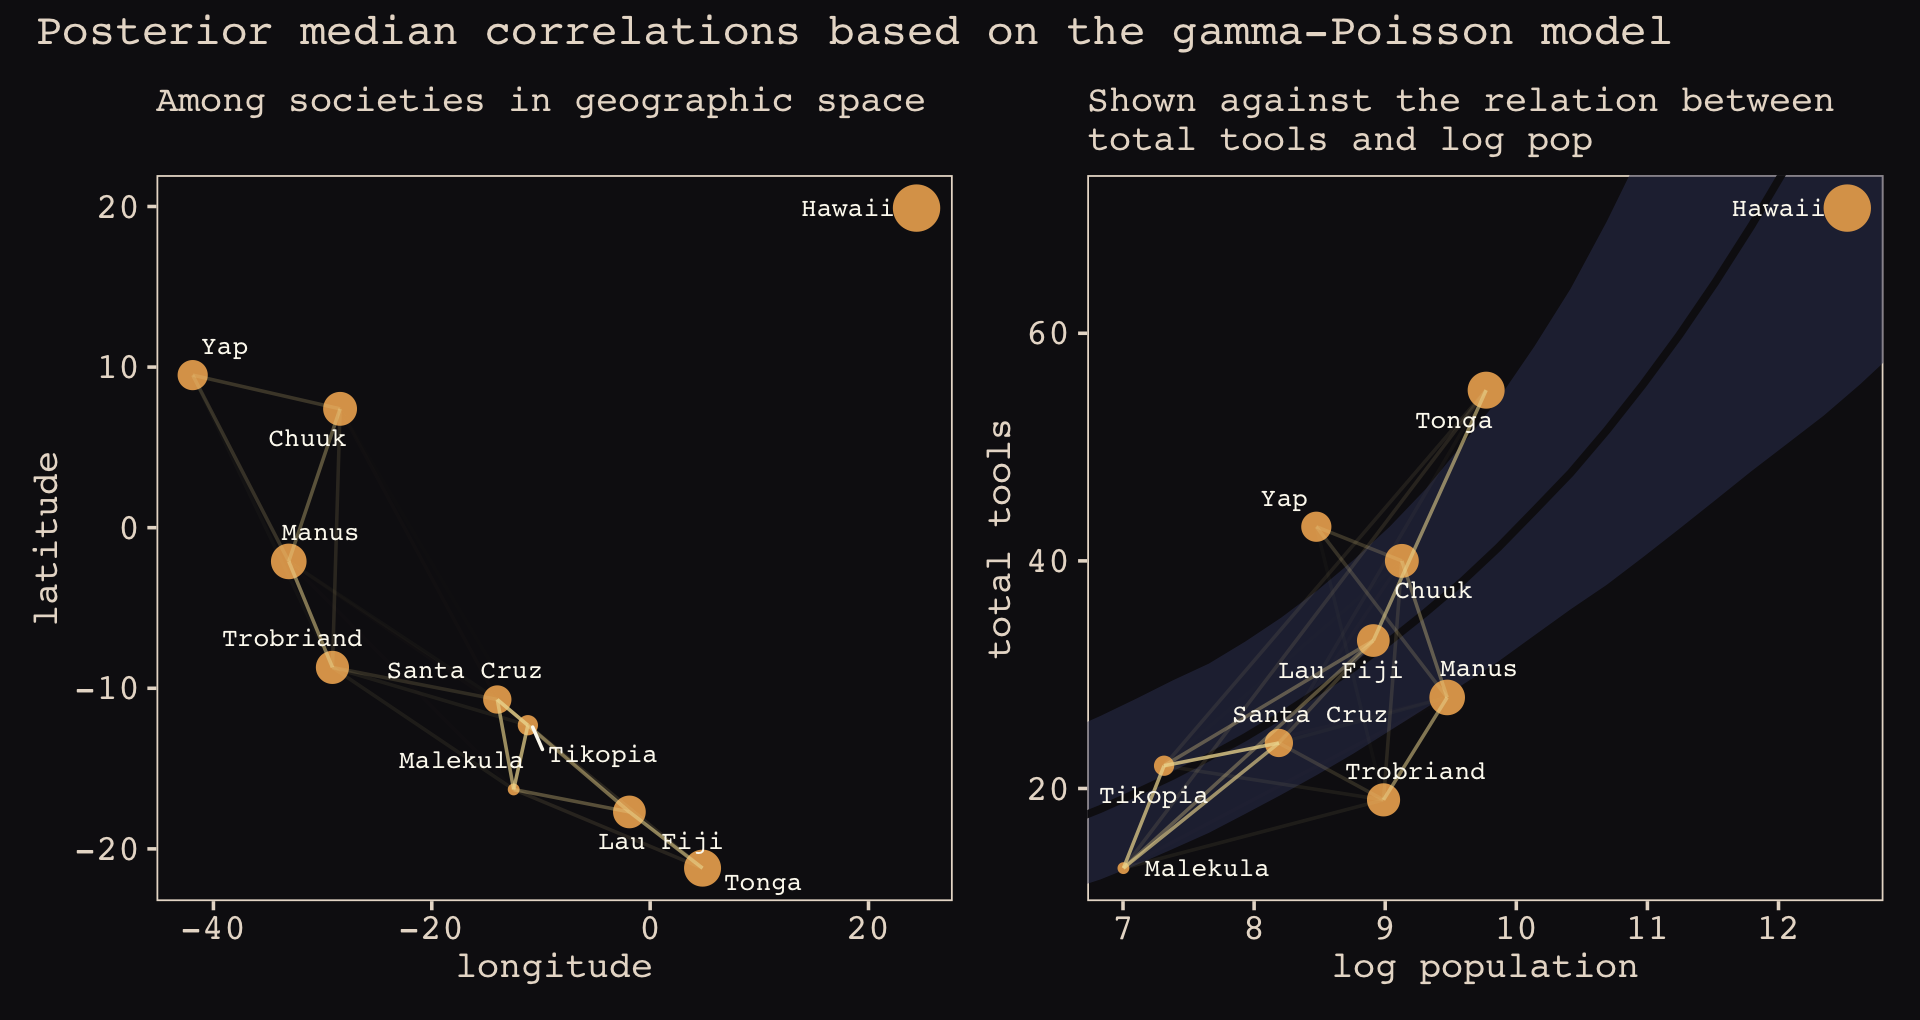 Posterior median correlations based on the gamma-Poisson model
Among societies in geographic space
latitude
20
10
0
−10
−20
Hawaii
Yap
Chuuk
Manus
Trobriand
Santa Cruz
Malekula
Tikopia
Lau Fiji
Tonga
−40
−20
0
20
longitude
Shown against the relation between
total tools and log pop
total tools
60
40
20
Hawaii
Tonga
Yap
Chuuk
Lau Fiji
Manus
Santa Cruz
Trobriand
Tikopia
Malekula
7
8
9
10
11
12
log population